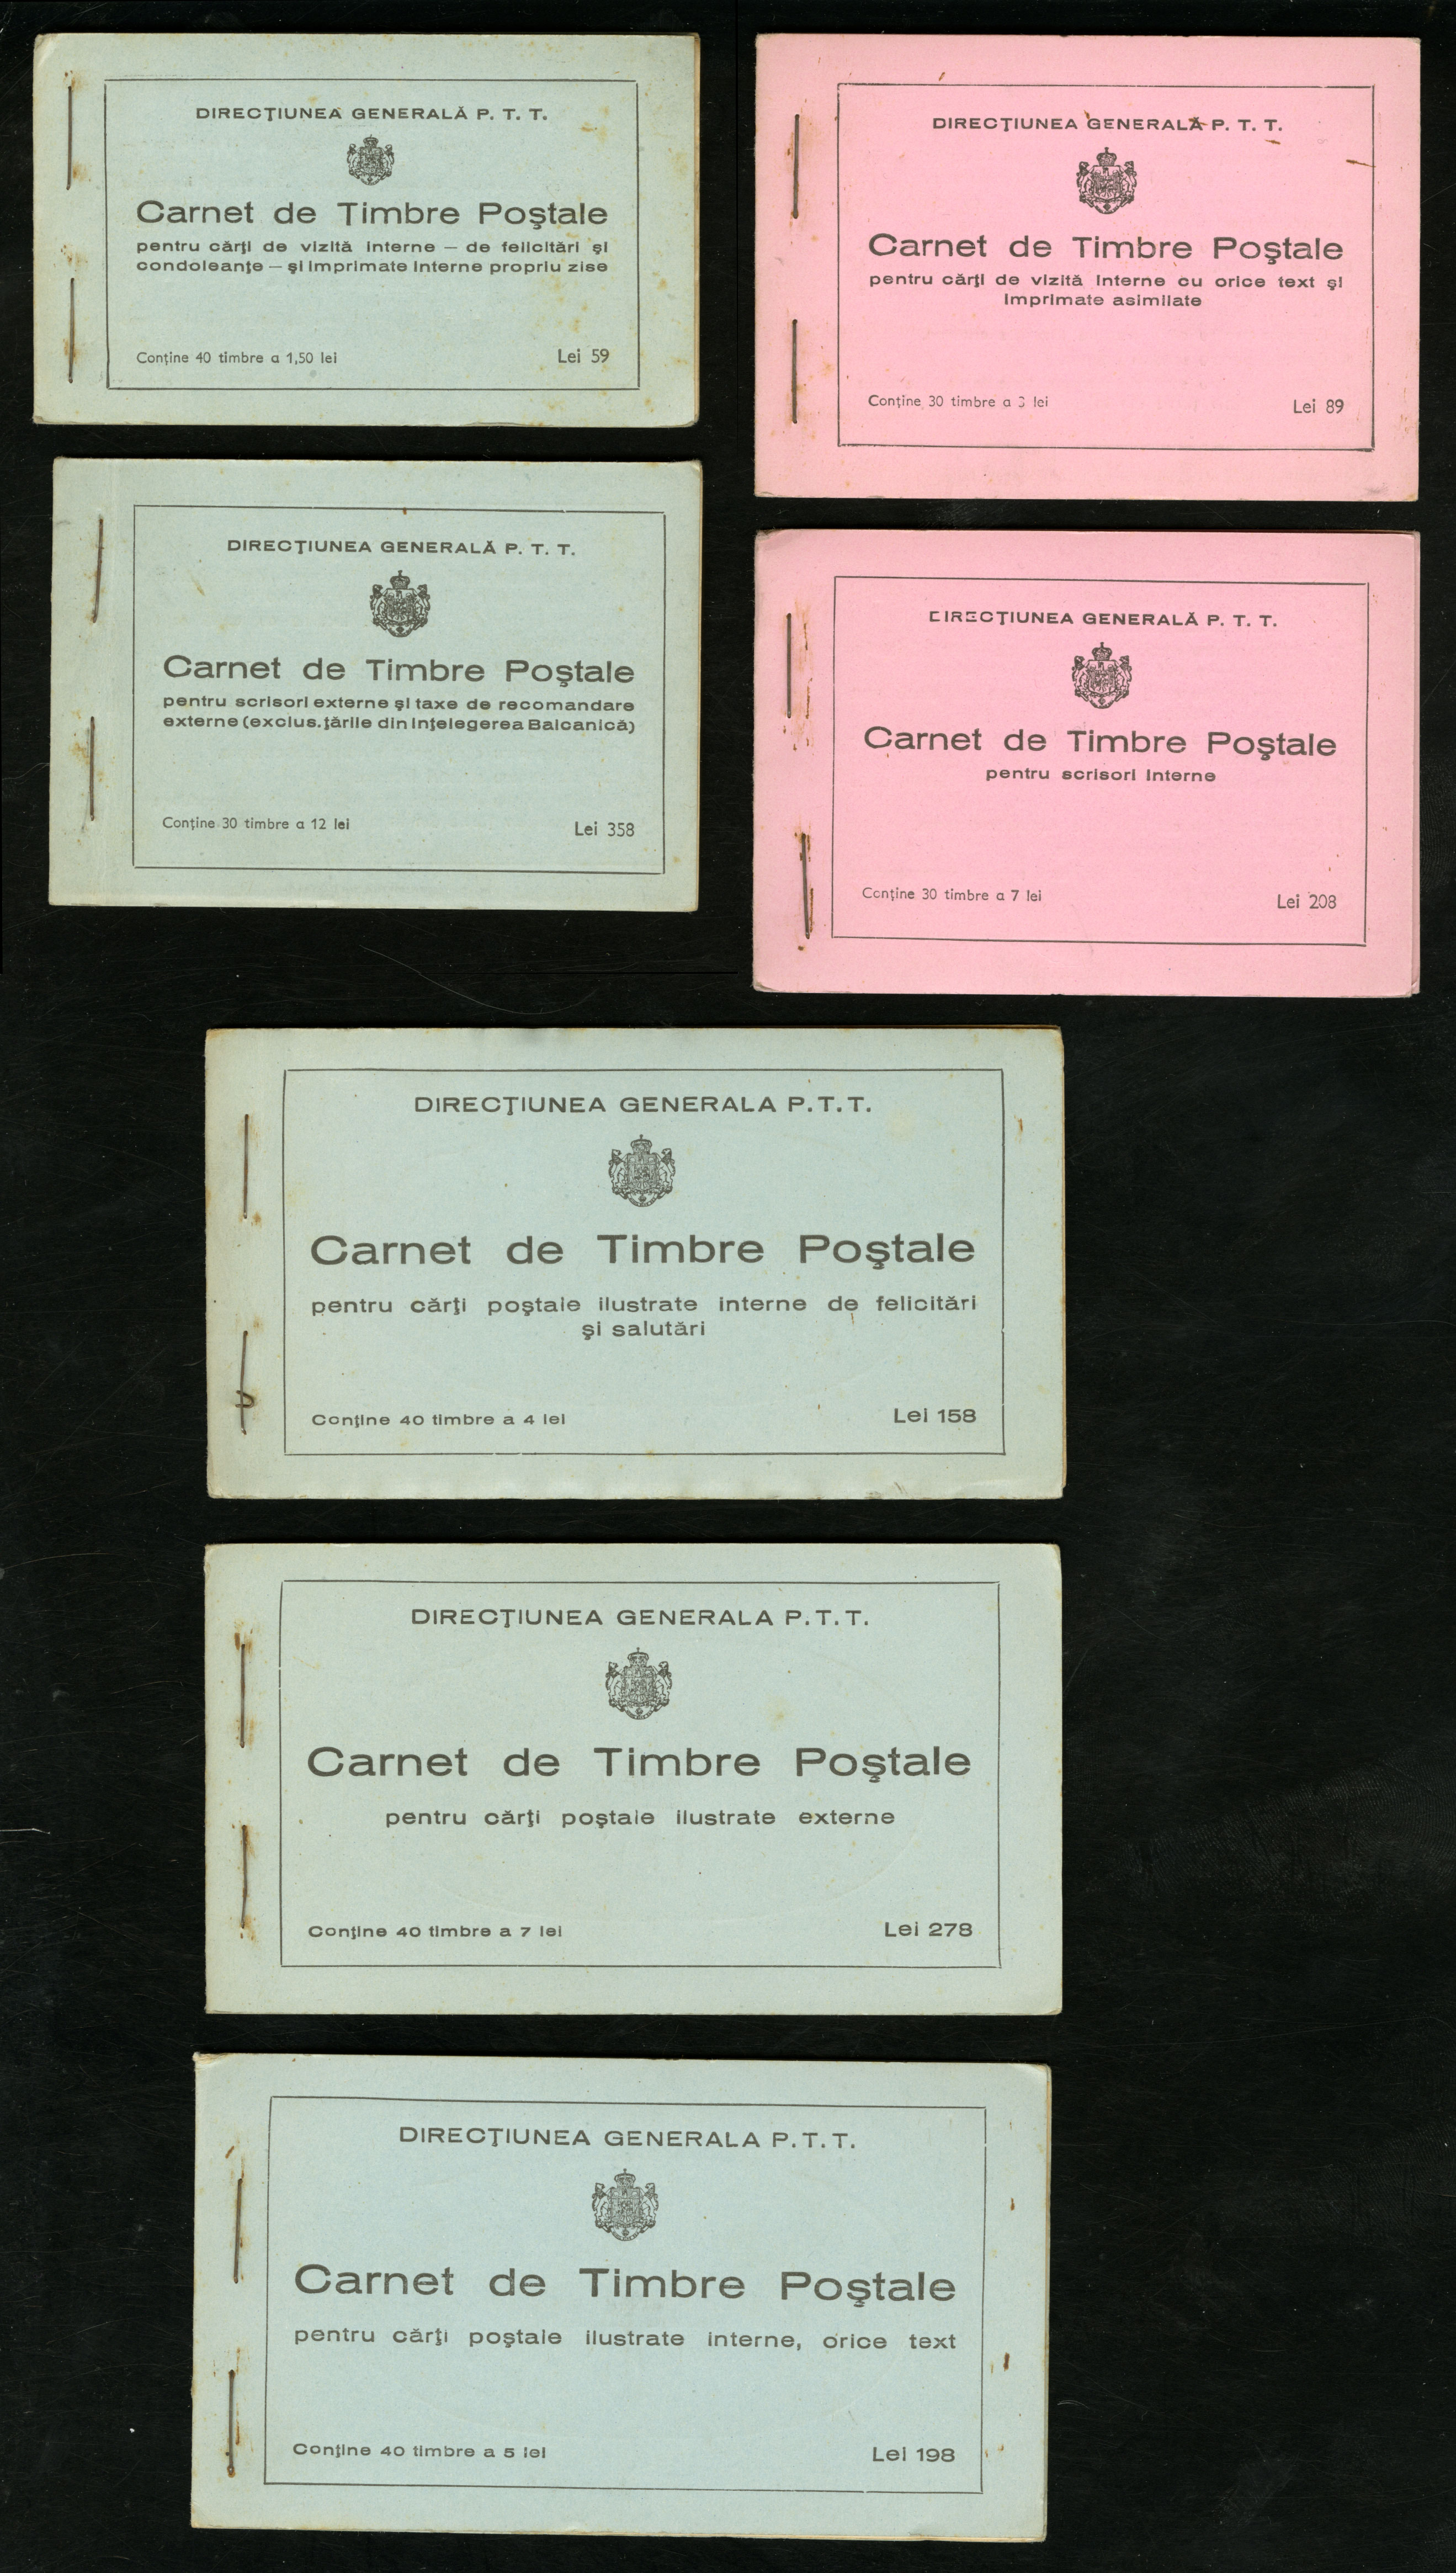 DIRECŢIUNEA GENERALĂ P. T. T.
Carnet de Timbre Poştale
pentru cărţi de vizită interne — de felicitări şi
condoleanţe — şi imprimate interne propriu zise
Conţine 40 timbre a 1,50 lei
Lei 59
DIRECŢIUNEA GENERALĂ P. T. T.
Carnet de Timbre Poştale
pentru cărţi de vizită interne cu orice text şi
imprimate asimilate
Conţine 30 timbre a 3 lei
Lei 89
DIRECŢIUNEA GENERALĂ P. T. T.
Carnet de Timbre Poştale
pentru scrisori externe şi taxe de recomandare
externe (exclus. ţările din Inţelegerea Balcanică)
Conţine 30 timbre a 12 lei
Lei 358
DIRECŢIUNEA GENERALĂ P. T. T.
Carnet de Timbre Poştale
pentru scrisori interne
Conţine 30 timbre a 7 lei
Lei 208
DIRECŢIUNEA GENERALA P.T.T.
Carnet de Timbre Poştale
pentru cărţi poştale ilustrate interne de felicitări
şi salutări
Conţine 40 timbre a 4 lei
Lei 158
DIRECŢIUNEA GENERALA P.T.T.
Carnet de Timbre Poştale
pentru cărţi poştale ilustrate externe
Conţine 40 timbre a 7 lei
Lei 278
DIRECŢIUNEA GENERALA P.T.T.
Carnet de Timbre Poştale
pentru cărţi poştale ilustrate interne, orice text
Conţine 40 timbre a 5 lei
Lei 198